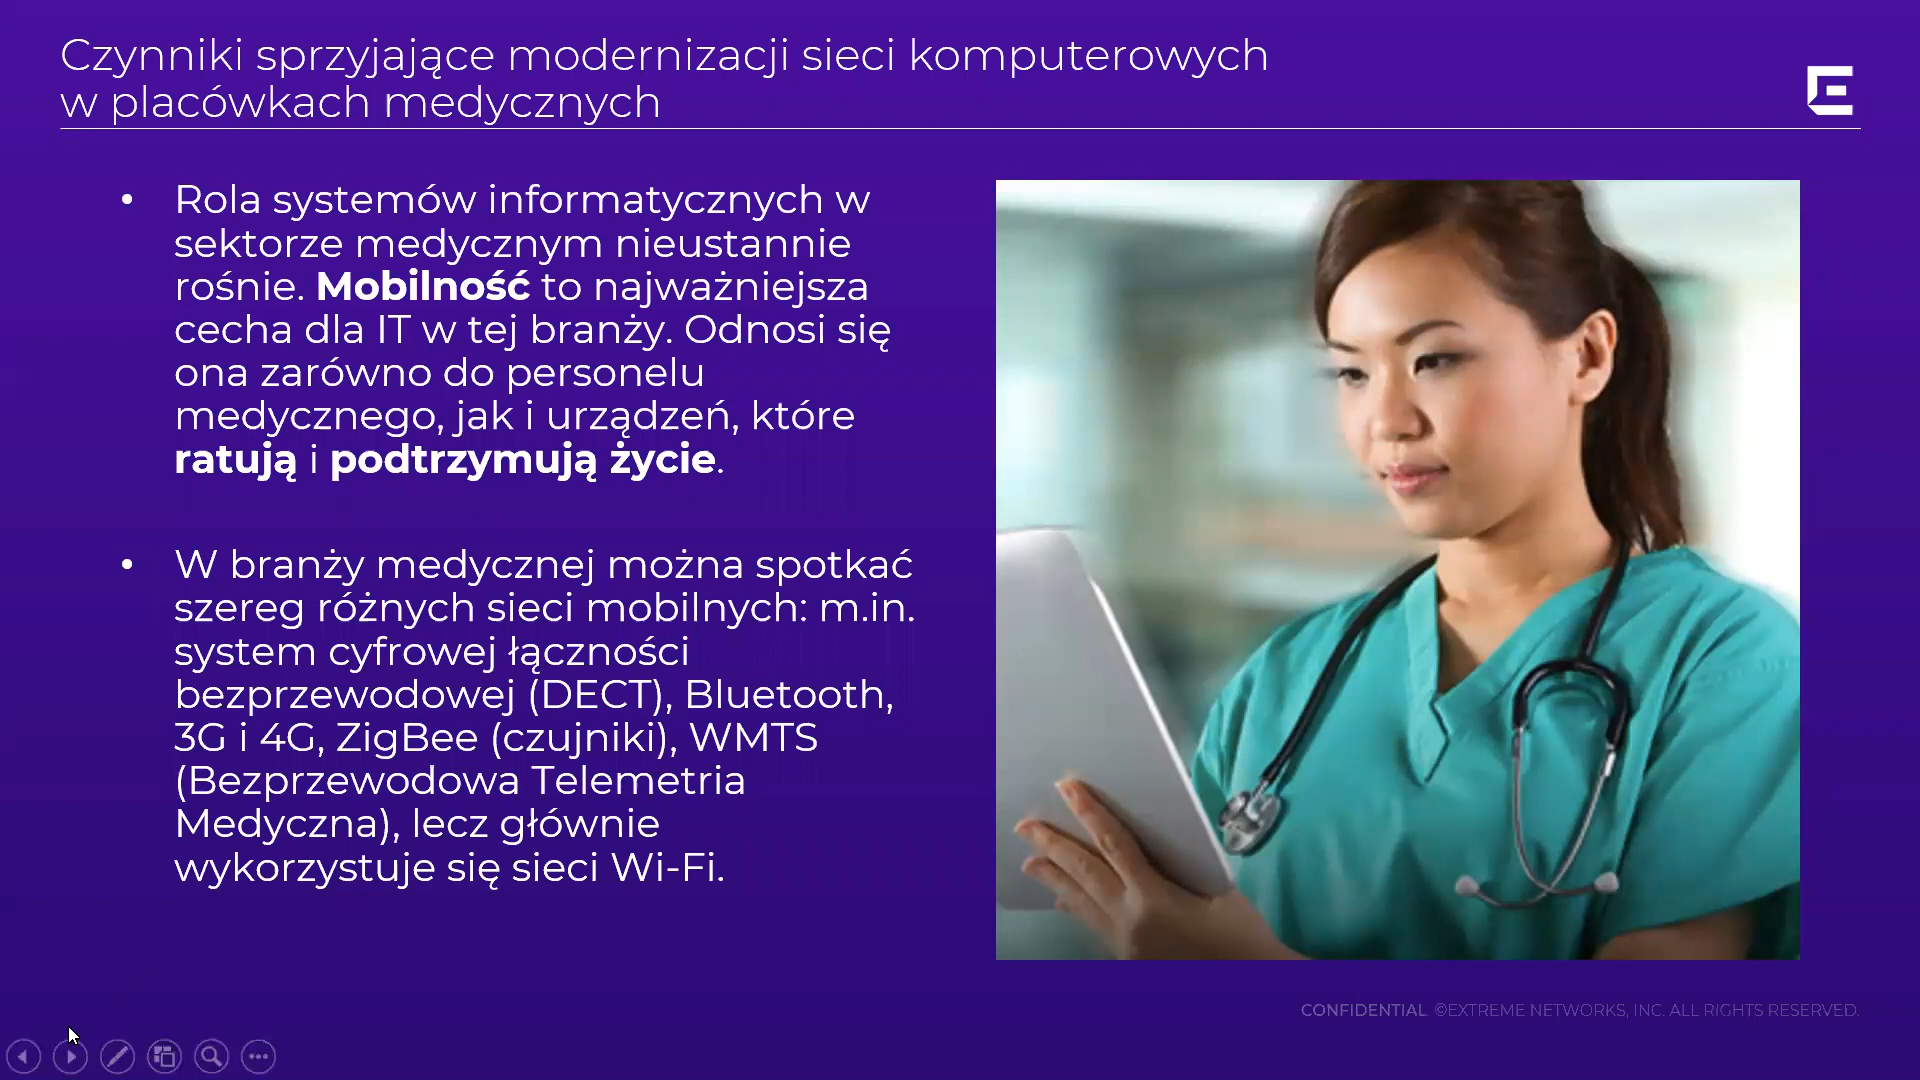 Czynniki sprzyjające modernizacji sieci komputerowych
w placówkach medycznych
• Rola systemów informatycznych w
sektorze medycznym nieustannie
rośnie. Mobilność to najważniejsza
cecha dla IT w tej branży. Odnosi się
ona zarówno do personelu
medycznego, jak i urządzeń, które
ratują i podtrzymują życie.
• W branży medycznej można spotkać
szereg różnych sieci mobilnych: m.in.
system cyfrowej łączności
bezprzewodowej (DECT), Bluetooth,
3G i 4G, ZigBee (czujniki), WMTS
(Bezprzewodowa Telemetria
Medyczna), lecz głównie
wykorzystuje się sieci Wi-Fi.
CONFIDENTIAL. ©EXTREME NETWORKS, INC. ALL RIGHTS RESERVED.